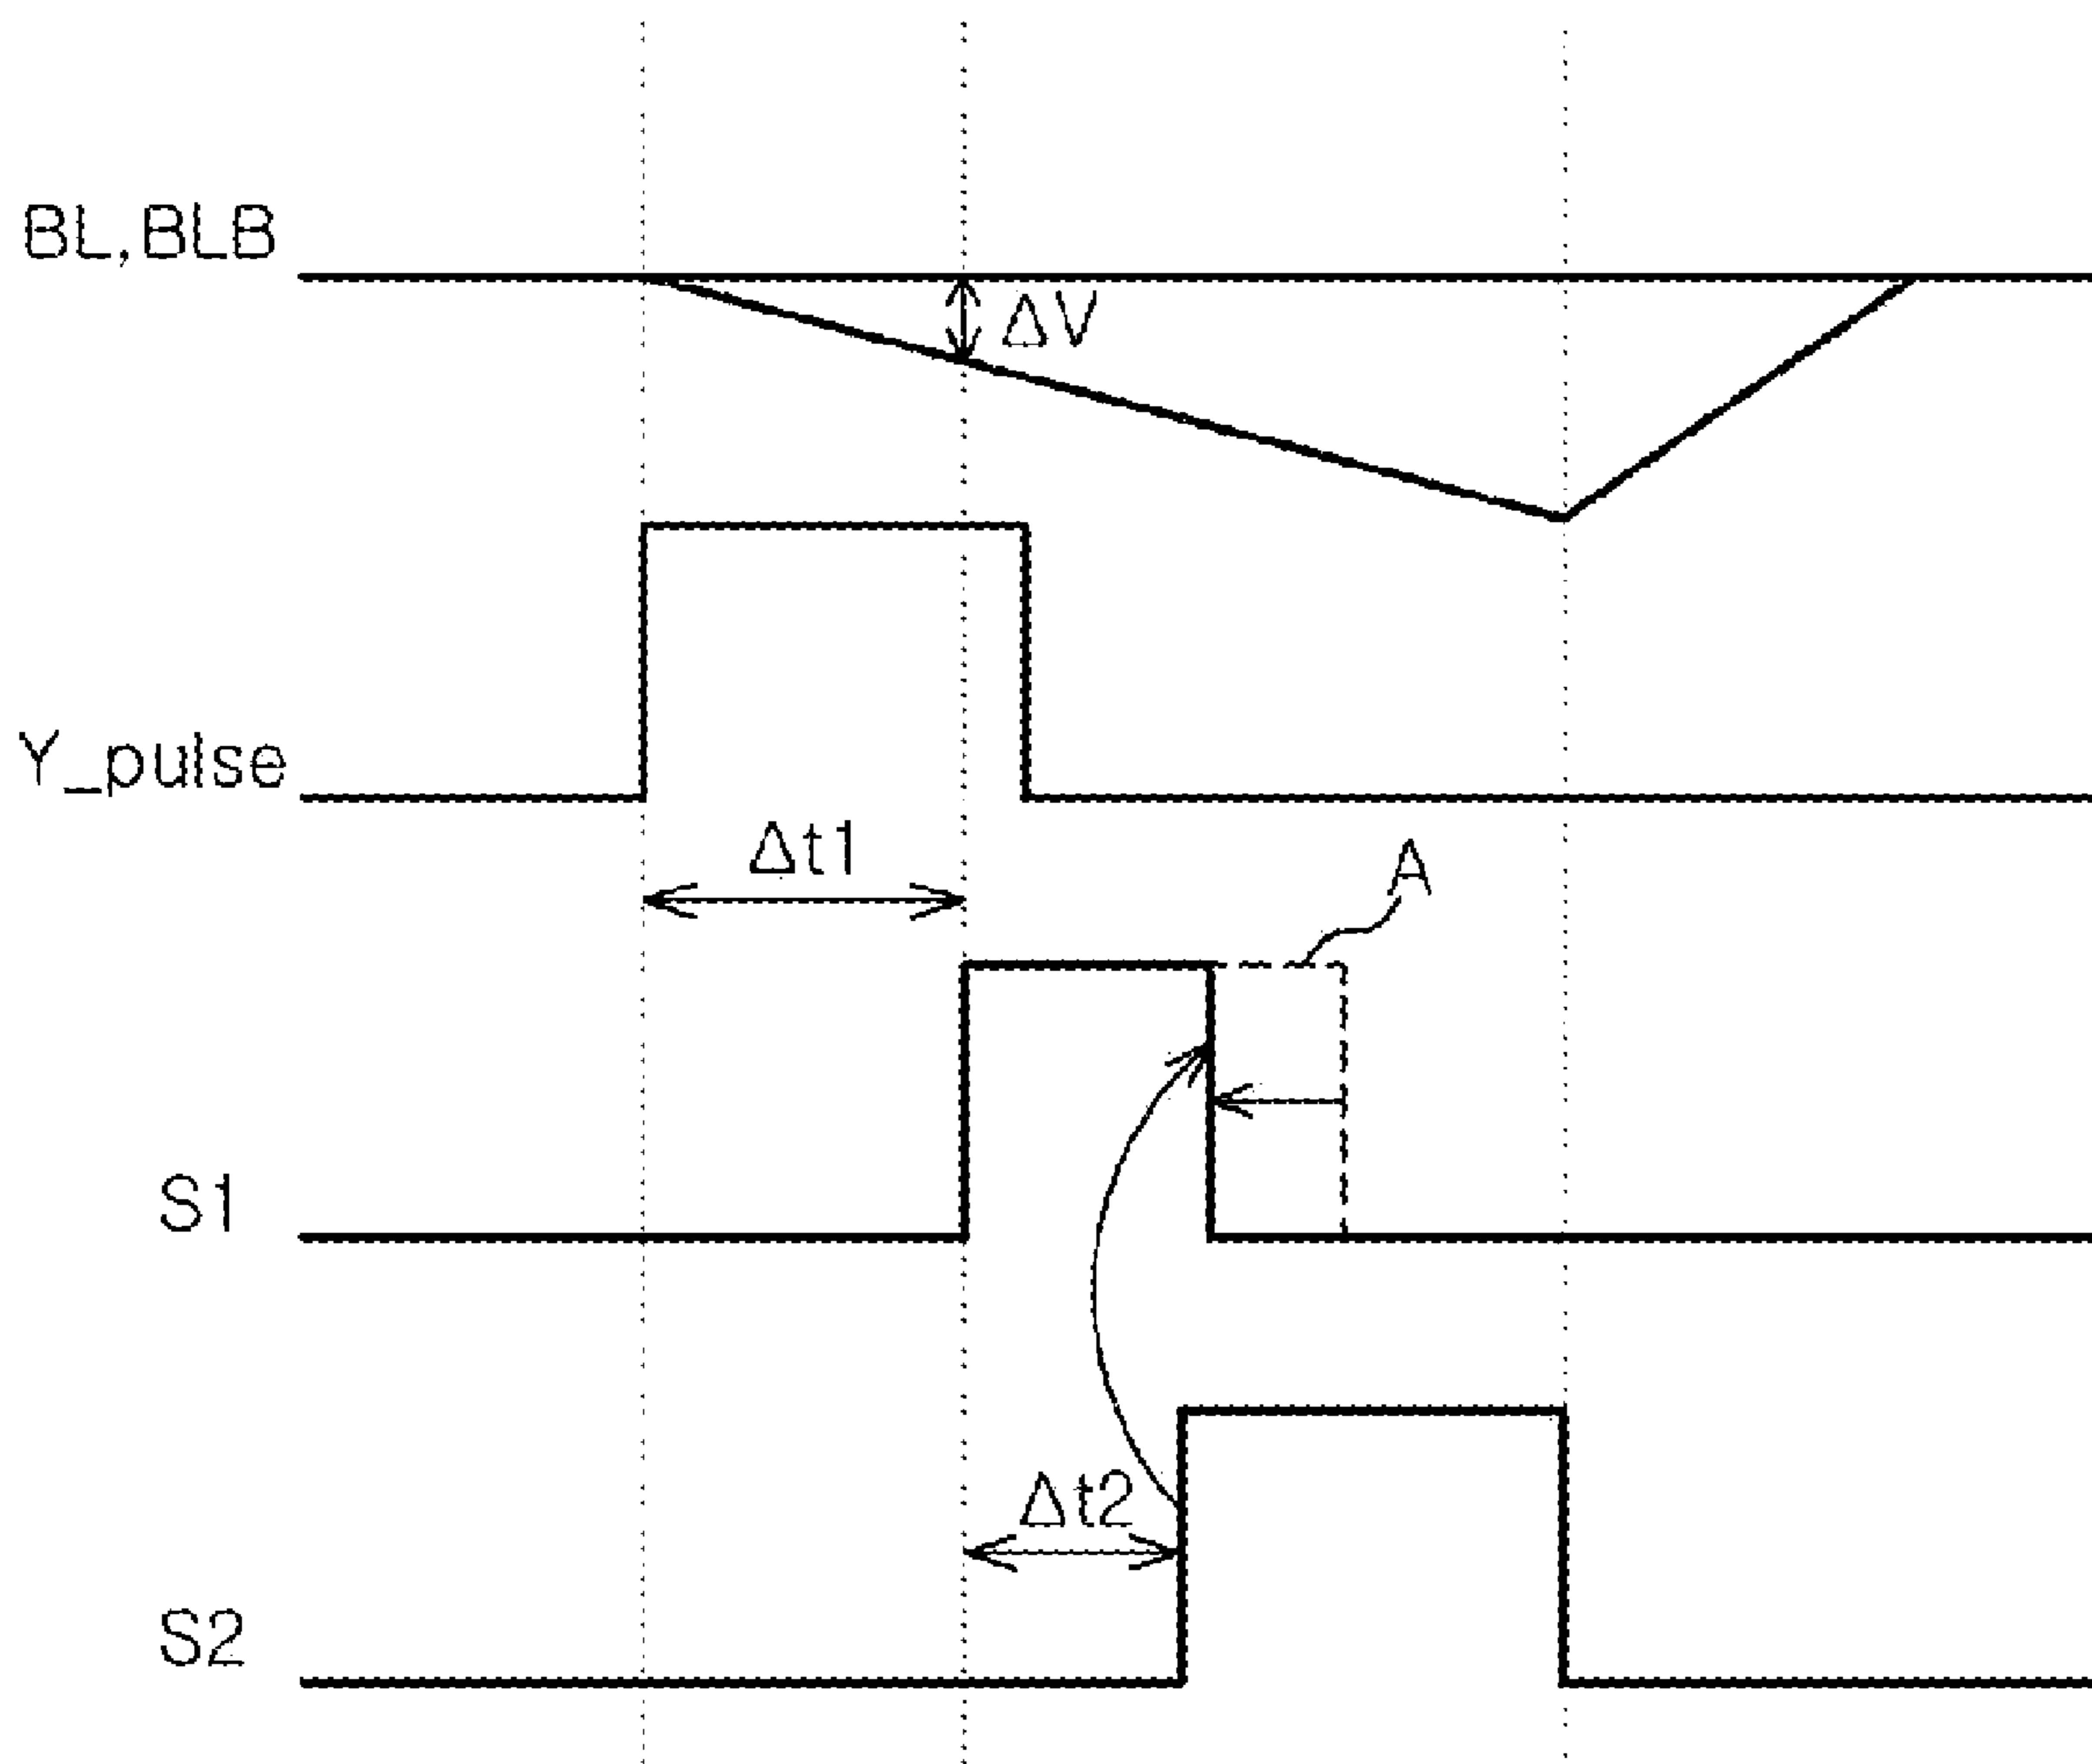 BL,BLB
ΔV
Y_pulse
Δt1
A
S1
Δt2
S2